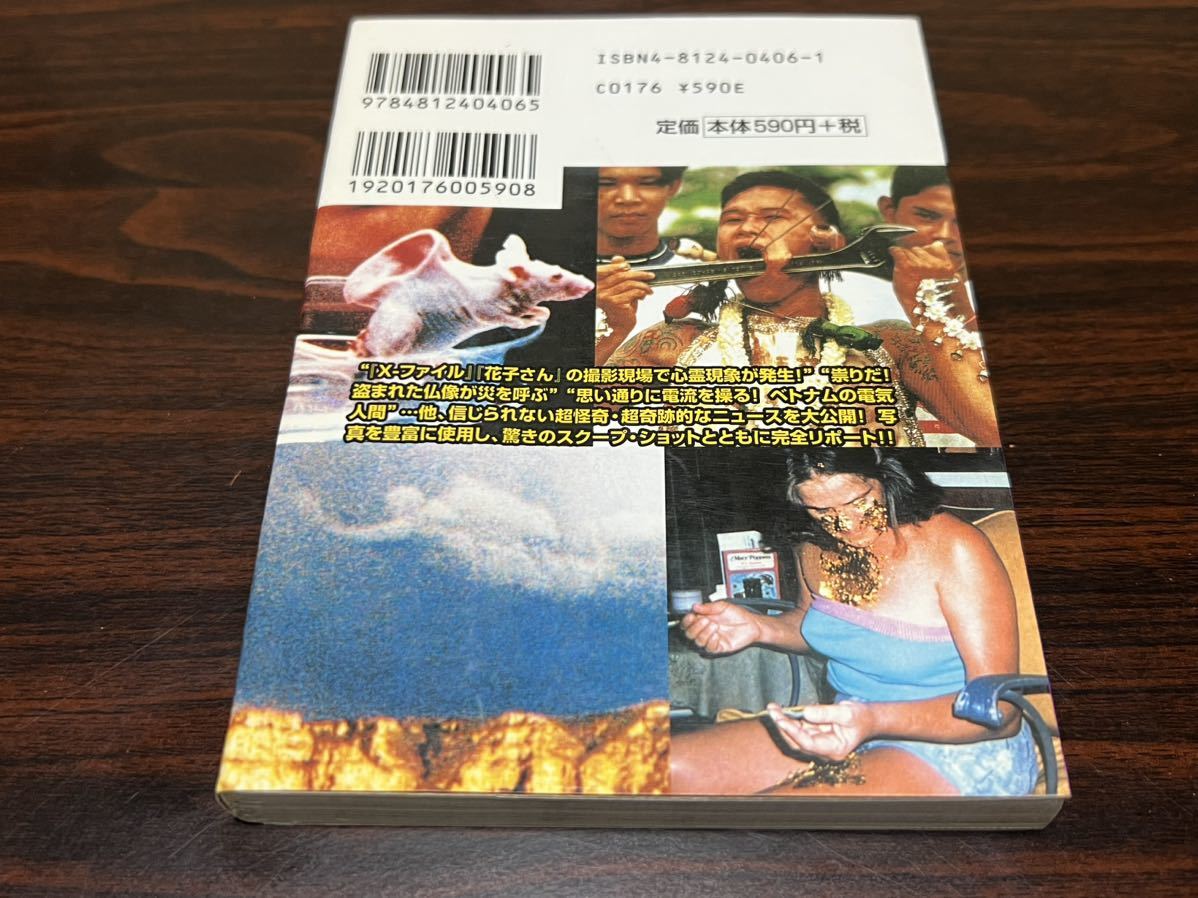 ISBN4-8124-0406-1
9784812404065
C0176 ¥590E
定価 本体590円+税
1920176005908
“『X-ファイル』『花子さん』の撮影現場で心霊現象が発生!” “祟りだ!
盗まれた仏像が災を呼ぶ” “思い通りに電流を操る! ベトナムの電気
人間” …他、信じられない超怪奇・超奇跡的なニュースを大公開! 写
真を豊富に使用し、驚きのスクープ・ショットとともに完全リポート!!
Mary Poppins